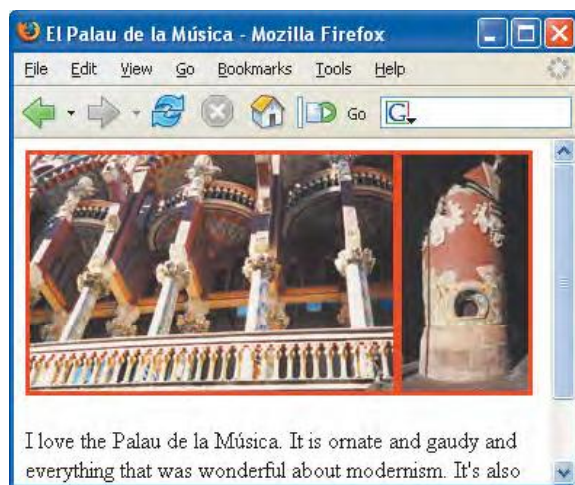 El Palau de la Música - Mozilla Firefox
File Edit View Go Bookmarks Tools Help
Go G
I love the Palau de la Música. It is ornate and gaudy and
everything that was wonderful about modernism. It's also